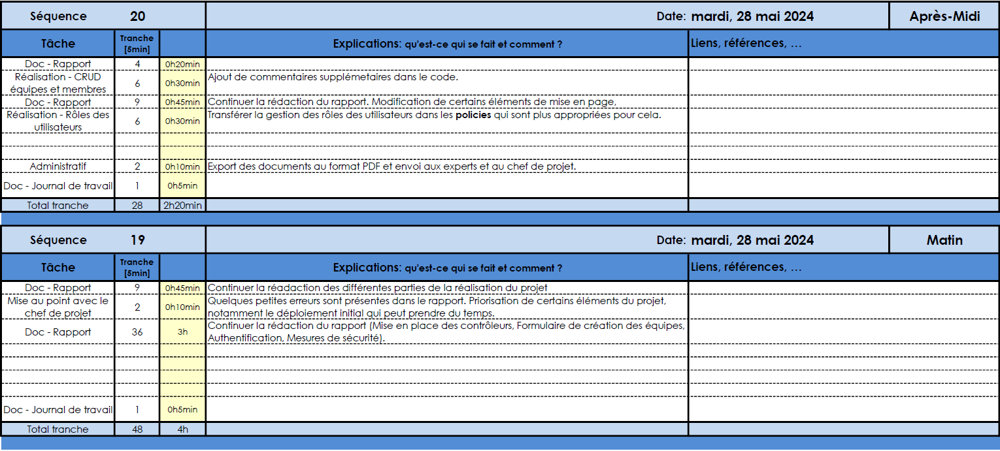 Séquence 20 Date: mardi, 28 mai 2024 Après-Midi
Tâche Tranche [5min] Explications: qu'est-ce qui se fait et comment ? Liens, références, …
Doc - Rapport 4 0h20min
Réalisation - CRUD équipes et membres 6 0h30min Ajout de commentaires supplémetaires dans le code.
Doc - Rapport 9 0h45min Continuer la rédaction du rapport. Modification de certains éléments de mise en page,
Réalisation - Rôles des utilisateurs 6 0h30min Transférer la gestion des rôles des utilisateurs dans les policies qui sont plus appropriées pour cela.
Administratif 2 0h10min Export des documents au format PDF et envoi aux experts et au chef de projet.
Doc - Journal de travail 1 0h5min
Total tranche 28 2h20min
Séquence 19 Date: mardi, 28 mai 2024 Matin
Tâche Tranche [5min] Explications: qu'est-ce qui se fait et comment ? Liens, références, …
Doc - Rapport 9 0h45min Continuer la réadaction des différentes parties de la réalisation du projet
Mise au point avec le chef de projet 2 0h10min Quelques petites erreurs sont présentes dans le rapport. Priorisation de certains éléments du projet,
notamment le déploiement initial qui peut prendre du temps.
Doc - Rapport 36 3h Continuer la rédaction du rapport (Mise en place des contrôleurs, Formulaire de création des équipes,
Authentification, Mesures de sécurité).
Doc - Journal de travail 1 0h5min
Total tranche 48 4h